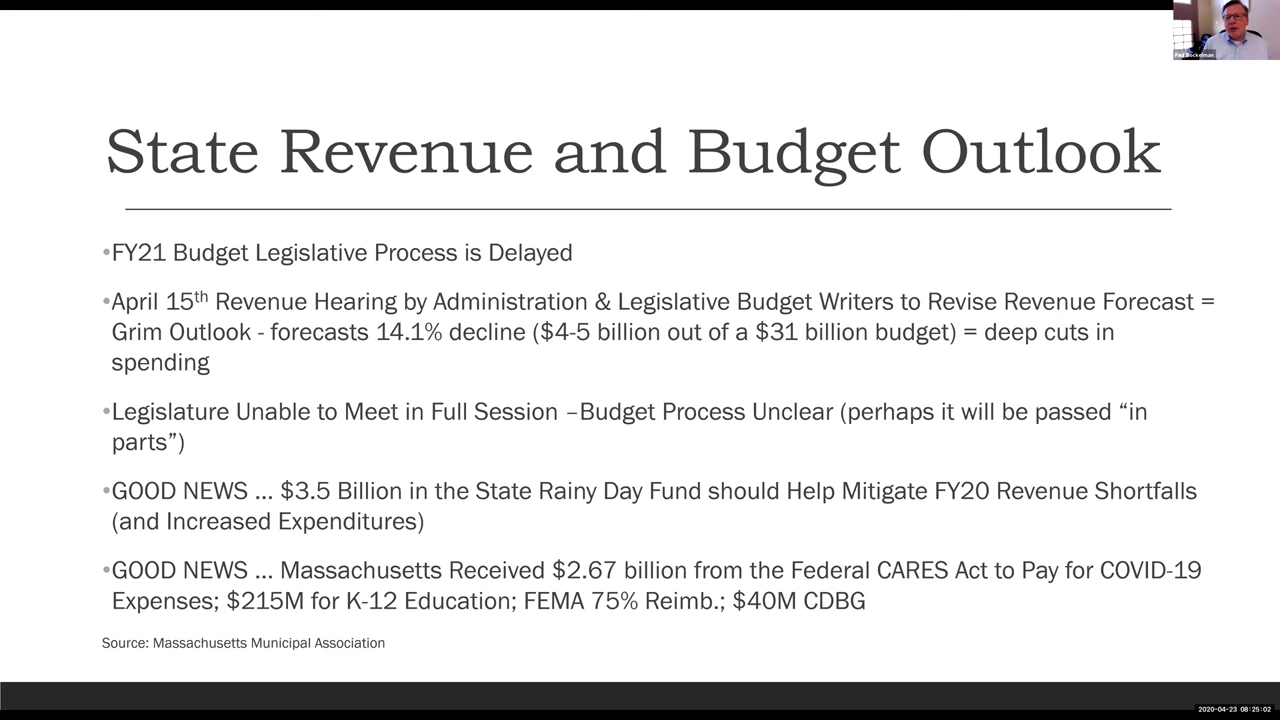 Paul Bockelman
State Revenue and Budget Outlook
•FY21 Budget Legislative Process is Delayed
•April 15th Revenue Hearing by Administration & Legislative Budget Writers to Revise Revenue Forecast =
Grim Outlook - forecasts 14.1% decline ($4-5 billion out of a $31 billion budget) = deep cuts in
spending
•Legislature Unable to Meet in Full Session –Budget Process Unclear (perhaps it will be passed “in
parts”)
•GOOD NEWS ... $3.5 Billion in the State Rainy Day Fund should Help Mitigate FY20 Revenue Shortfalls
(and Increased Expenditures)
•GOOD NEWS ... Massachusetts Received $2.67 billion from the Federal CARES Act to Pay for COVID-19
Expenses; $215M for K-12 Education; FEMA 75% Reimb.; $40M CDBG
Source: Massachusetts Municipal Association
2020-04-23 08:25:02